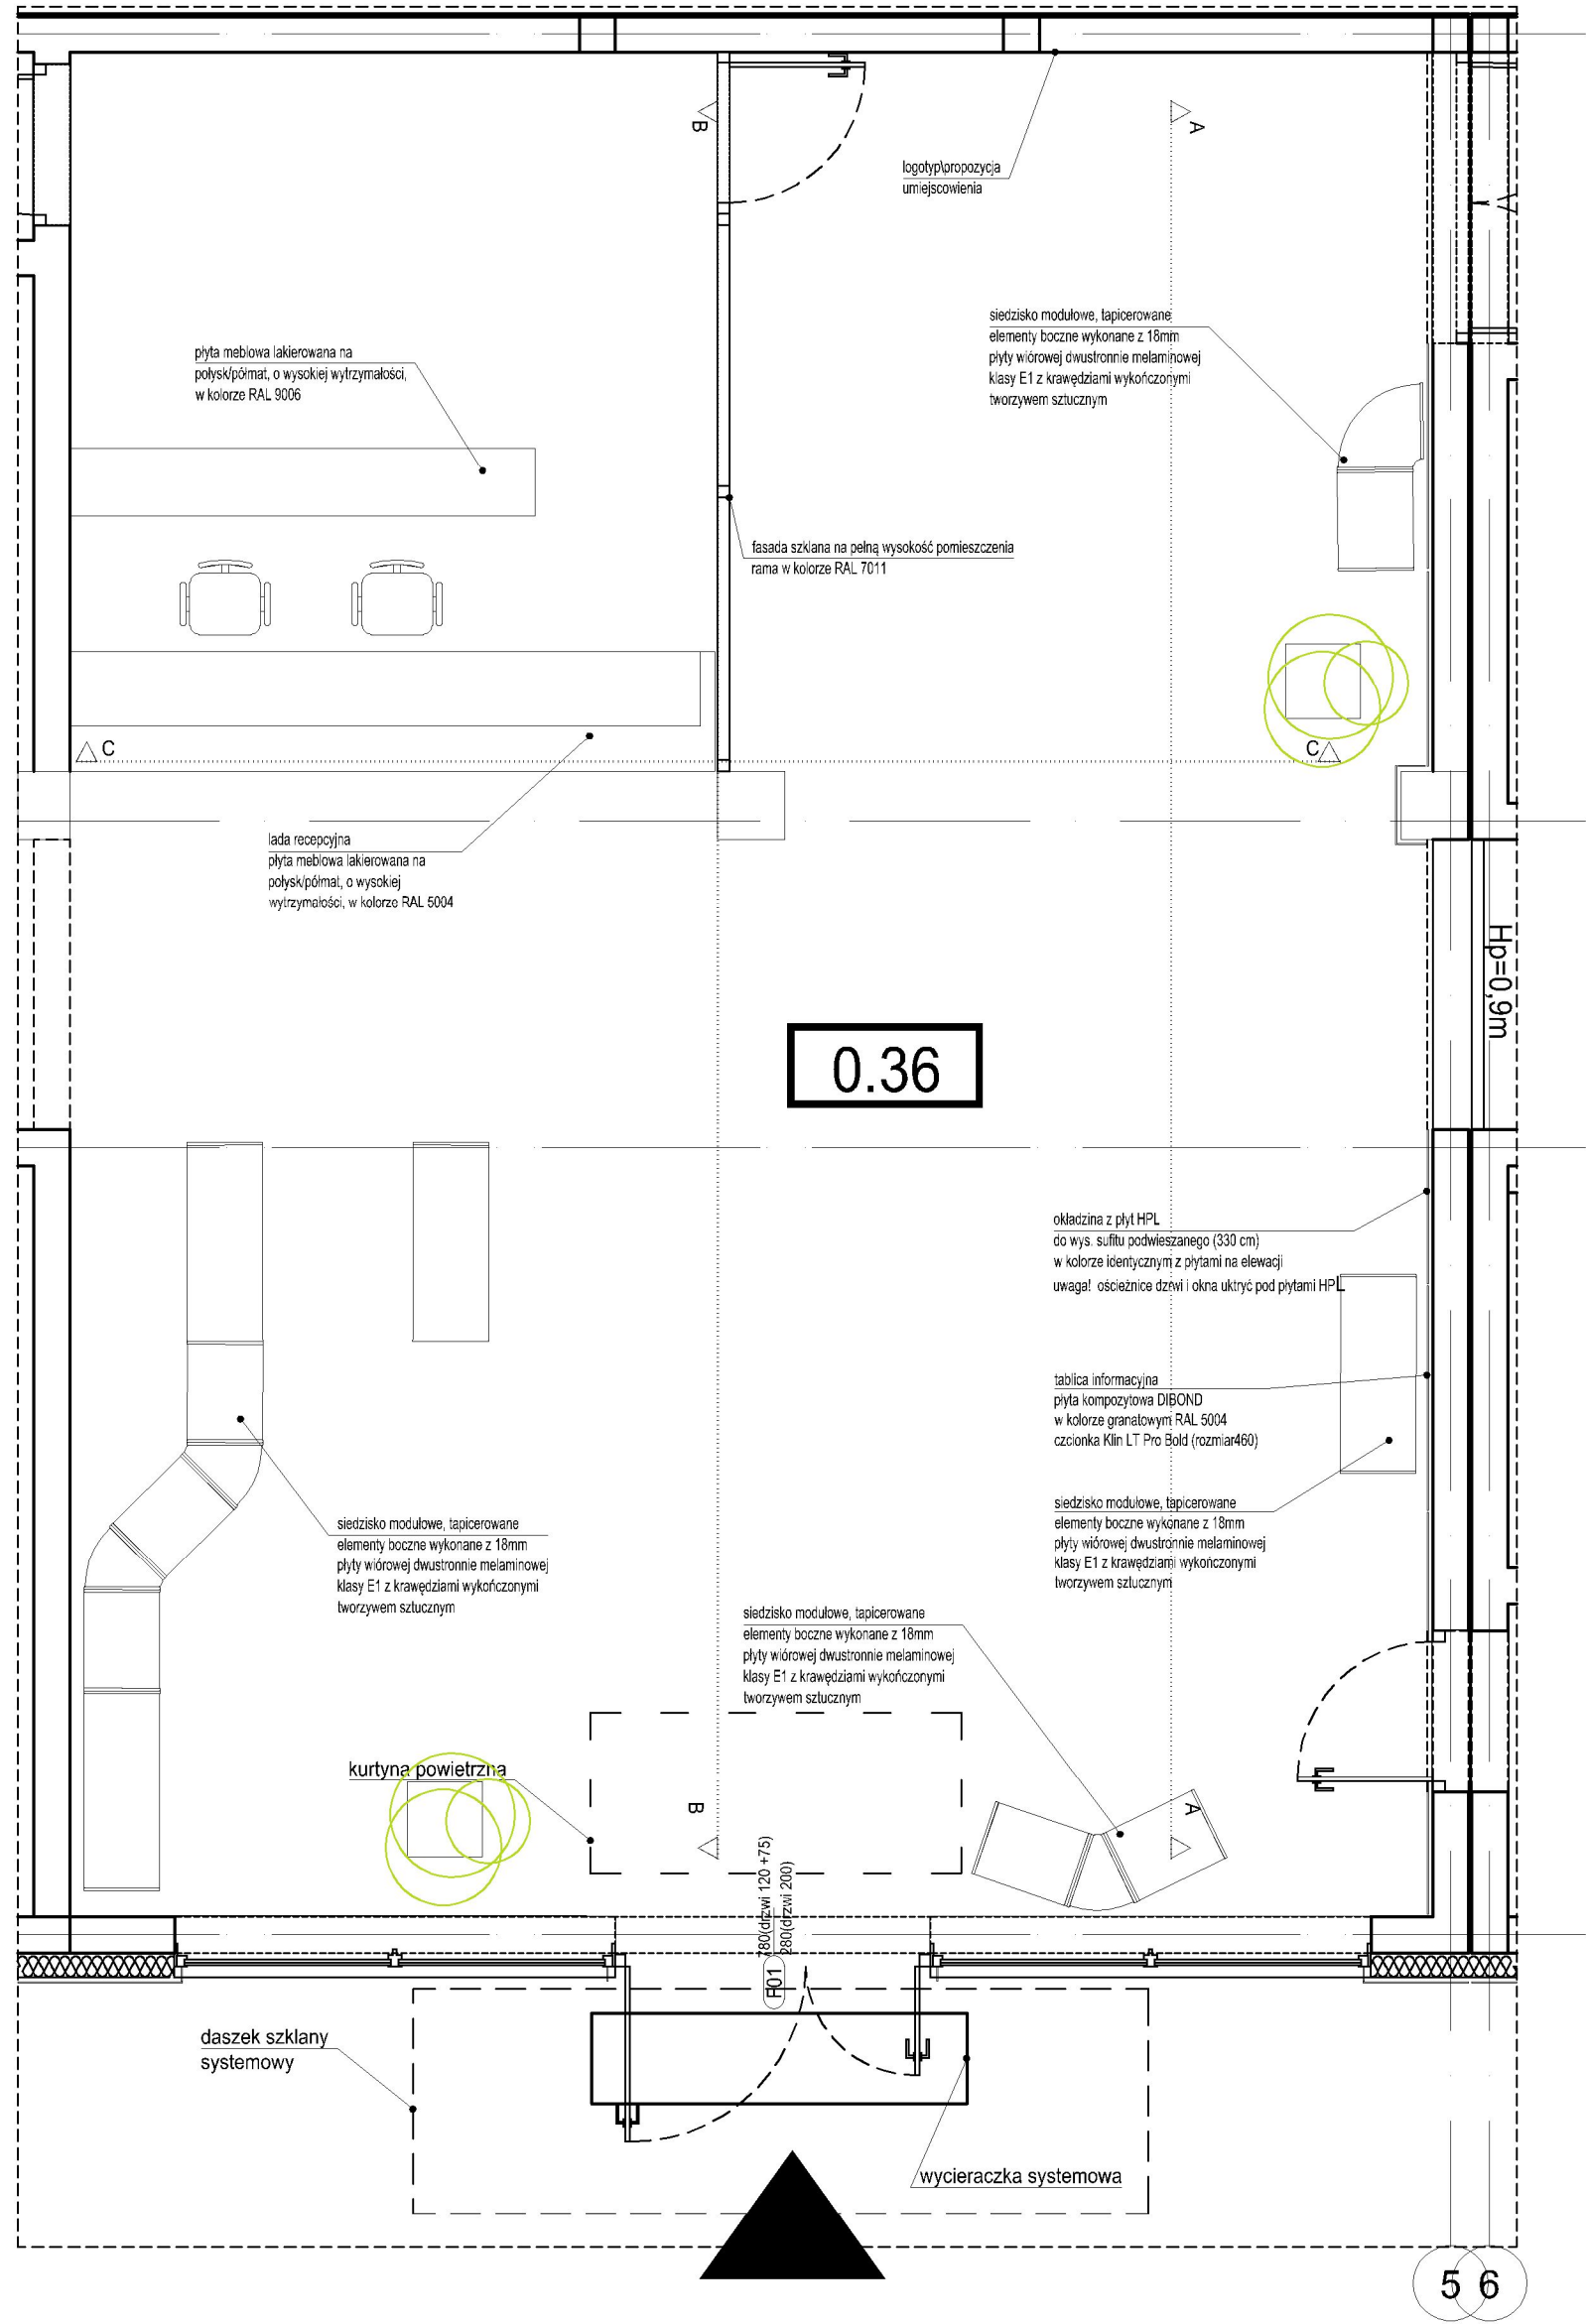 B
A
logotyp\propozycja
umiejscowienia
siedzisko modułowe, tapicerowane
elementy boczne wykonane z 18mm
płyty wiórowej dwustronnie melaminowej
klasy E1 z krawędziami wykończonymi
tworzywem sztucznym
płyta meblowa lakierowana na
połysk/półmat, o wysokiej wytrzymałości,
w kolorze RAL 9006
fasada szklana na pełną wysokość pomieszczenia
rama w kolorze RAL 7011
C
C
lada recepcyjna
płyta meblowa lakierowana na
połysk/półmat, o wysokiej
wytrzymałości, w kolorze RAL 5004
Hp=0,9m
0.36
okładzina z płyt HPL
do wys. sufitu podwieszanego (330 cm)
w kolorze identycznym z płytami na elewacji
uwaga! ościeżnice dzrwi i okna uktryć pod płytami HPL
tablica informacyjna
płyta kompozytowa DIBOND
w kolorze granatowym RAL 5004
czcionka Klin LT Pro Bold (rozmiar460)
siedzisko modułowe, tapicerowane
elementy boczne wykonane z 18mm
płyty wiórowej dwustronnie melaminowej
klasy E1 z krawędziami wykończonymi
tworzywem sztucznym
siedzisko modułowe, tapicerowane
elementy boczne wykonane z 18mm
płyty wiórowej dwustronnie melaminowej
klasy E1 z krawędziami wykończonymi
tworzywem sztucznym
siedzisko modułowe, tapicerowane
elementy boczne wykonane z 18mm
płyty wiórowej dwustronnie melaminowej
klasy E1 z krawędziami wykończonymi
tworzywem sztucznym
kurtyna powietrzna
B
A
780(drzwi 120 +75)
280(drzwi 200)
F01
daszek szklany
systemowy
wycieraczka systemowa
5 6